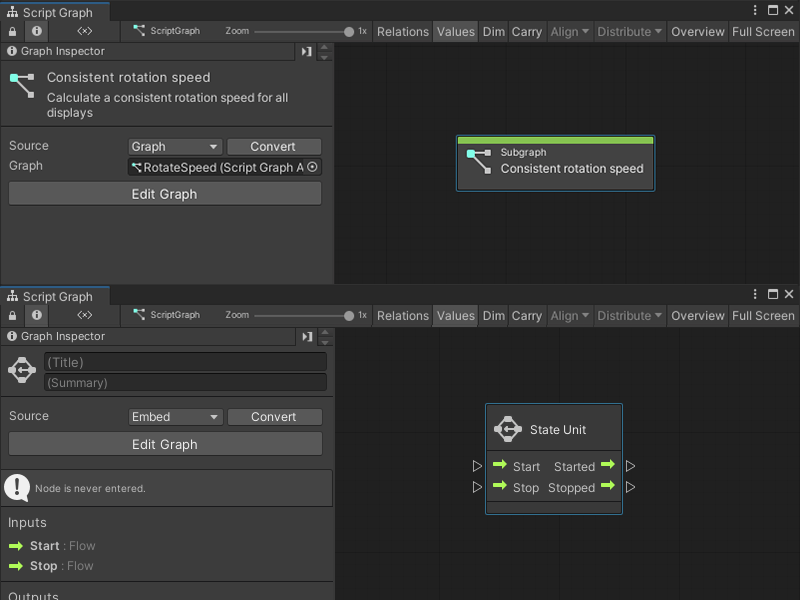 Script Graph
ScriptGraph Zoom 1x Relations Values Dim Carry Align Distribute Overview Full Screen
Graph Inspector
Consistent rotation speed
Calculate a consistent rotation speed for all
displays
Source Graph Convert
Graph RotateSpeed (Script Graph A
Edit Graph
Subgraph
Consistent rotation speed
Script Graph
ScriptGraph Zoom 1x Relations Values Dim Carry Align Distribute Overview Full Screen
Graph Inspector
(Title)
(Summary)
Source Embed Convert
Edit Graph
Node is never entered.
Inputs
Start : Flow
Stop : Flow
Outputs
State Unit
Start Started
Stop Stopped